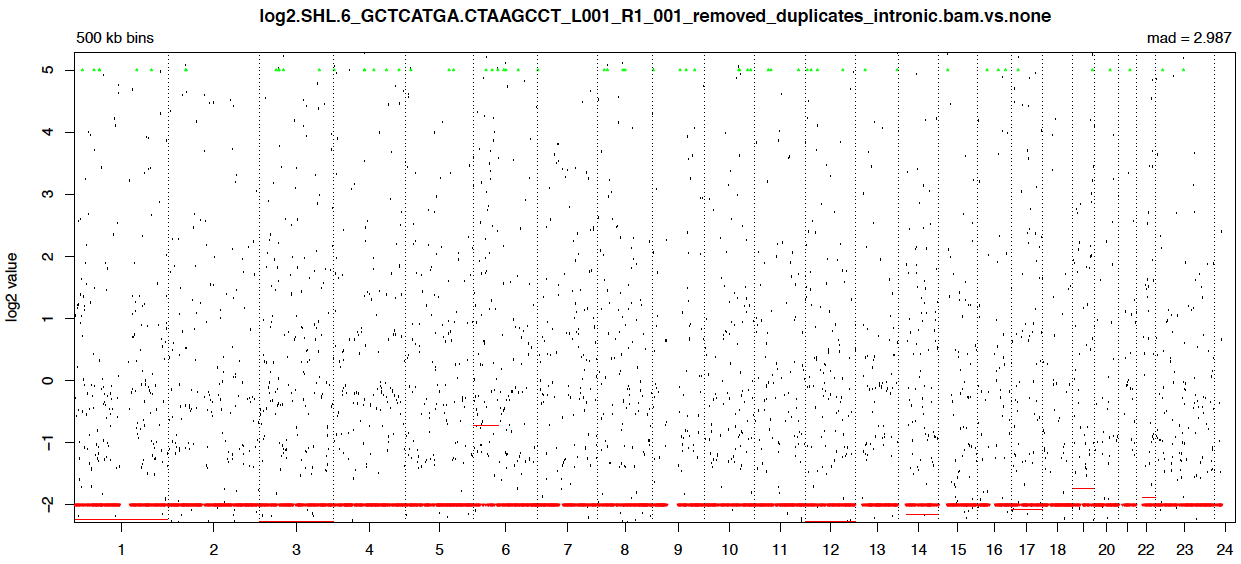 log2.SHL.6_GCTCATGA.CTAAGCCT_L001_R1_001_removed_duplicates_intronic.bam.vs.none
500 kb bins
mad = 2.987
log2 value
5
4
3
2
1
0
−1
−2
1 2 3 4 5 6 7 8 9 10 11 12 13 14 15 16 17 18 20 22 23 24